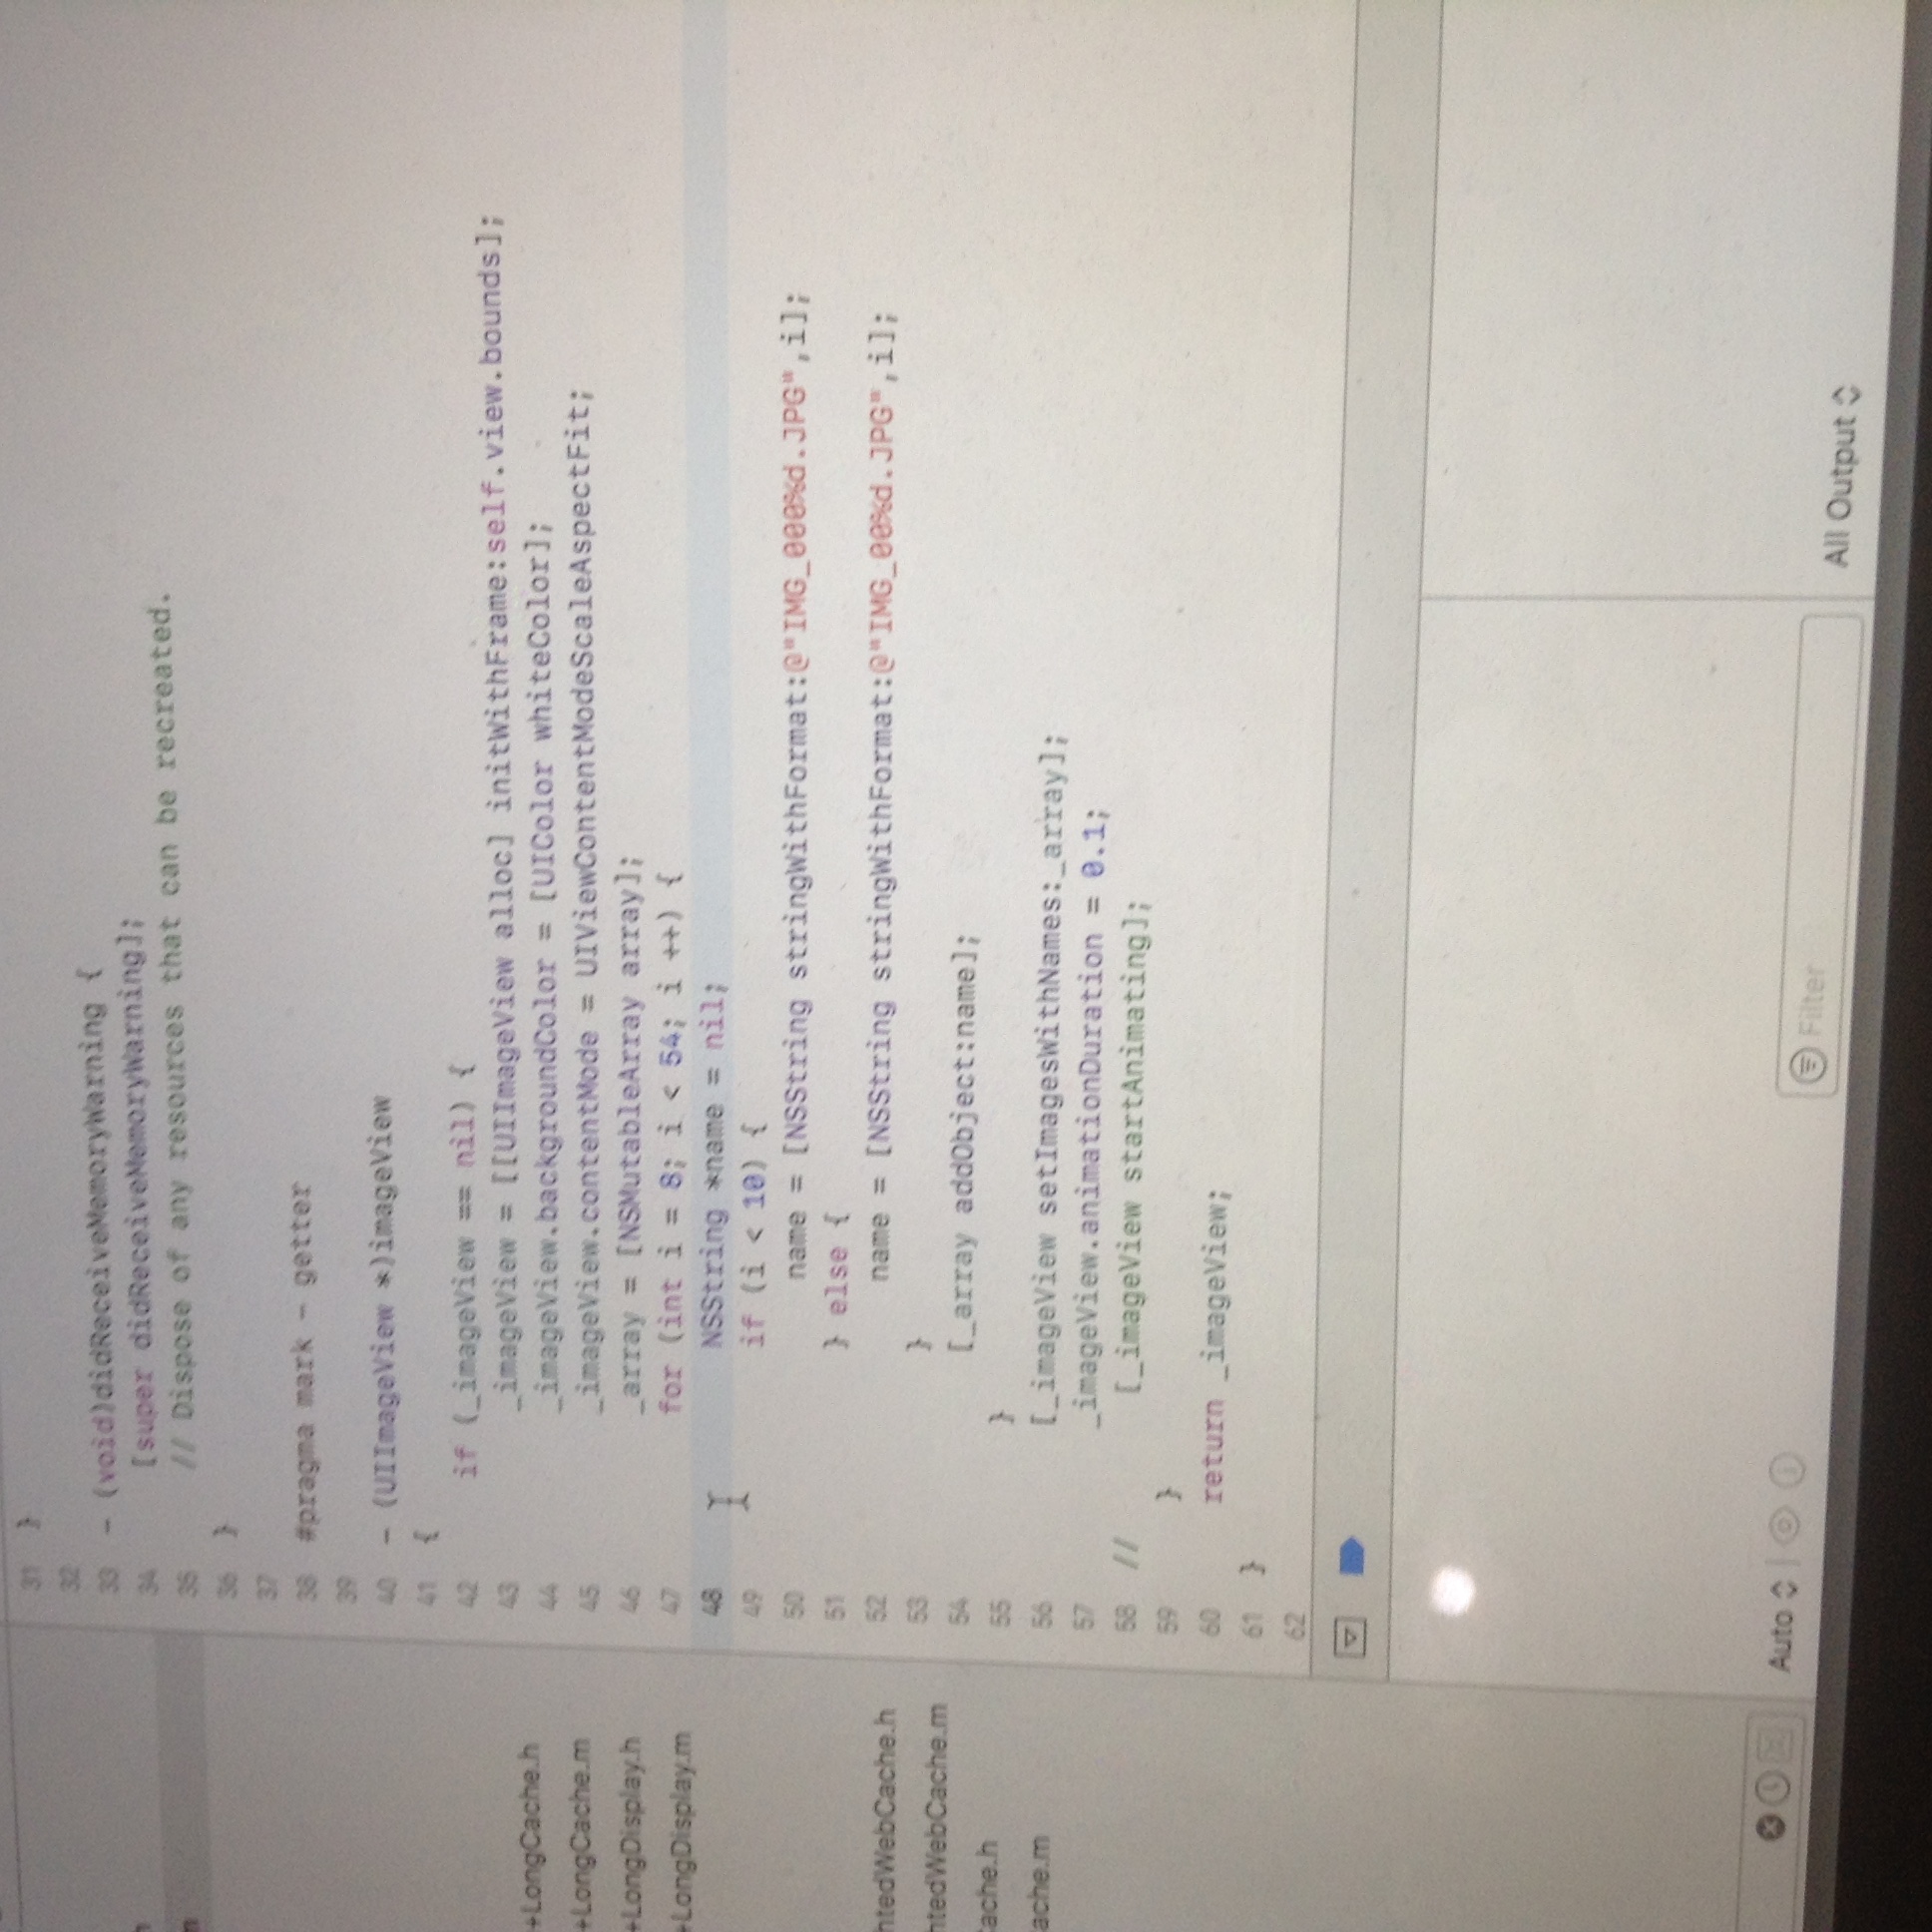 31 }
32
33 - (void)didReceiveMemoryWarning {
34 [super didReceiveMemoryWarning];
35 // Dispose of any resources that can be recreated.
36 }
37
38 #pragma mark - getter
39
40 - (UIImageView *)imageView
41 {
42 if (_imageView == nil) {
43 _imageView = [[UIImageView alloc] initWithFrame:self.view.bounds];
44 _imageView.backgroundColor = [UIColor whiteColor];
45 _imageView.contentMode = UIViewContentModeScaleAspectFit;
46 _array = [NSMutableArray array];
47 for (int i = 8; i < 54; i ++) {
48 NSString *name = nil;
49 if (i < 10) {
50 name = [NSString stringWithFormat:@"IMG_000%d.JPG",i];
51 } else {
52 name = [NSString stringWithFormat:@"IMG_00%d.JPG",i];
53 }
54 [_array addObject:name];
55 }
56 [_imageView setImagesWithNames:_array];
57 _imageView.animationDuration = 0.1;
58 // [_imageView startAnimating];
59 }
60 return _imageView;
61 }
62
+LongCache.h
+LongCache.m
+LongDisplay.h
+LongDisplay.m
htedWebCache.h
htedWebCache.m
ache.h
ache.m
Auto
Filter
All Output